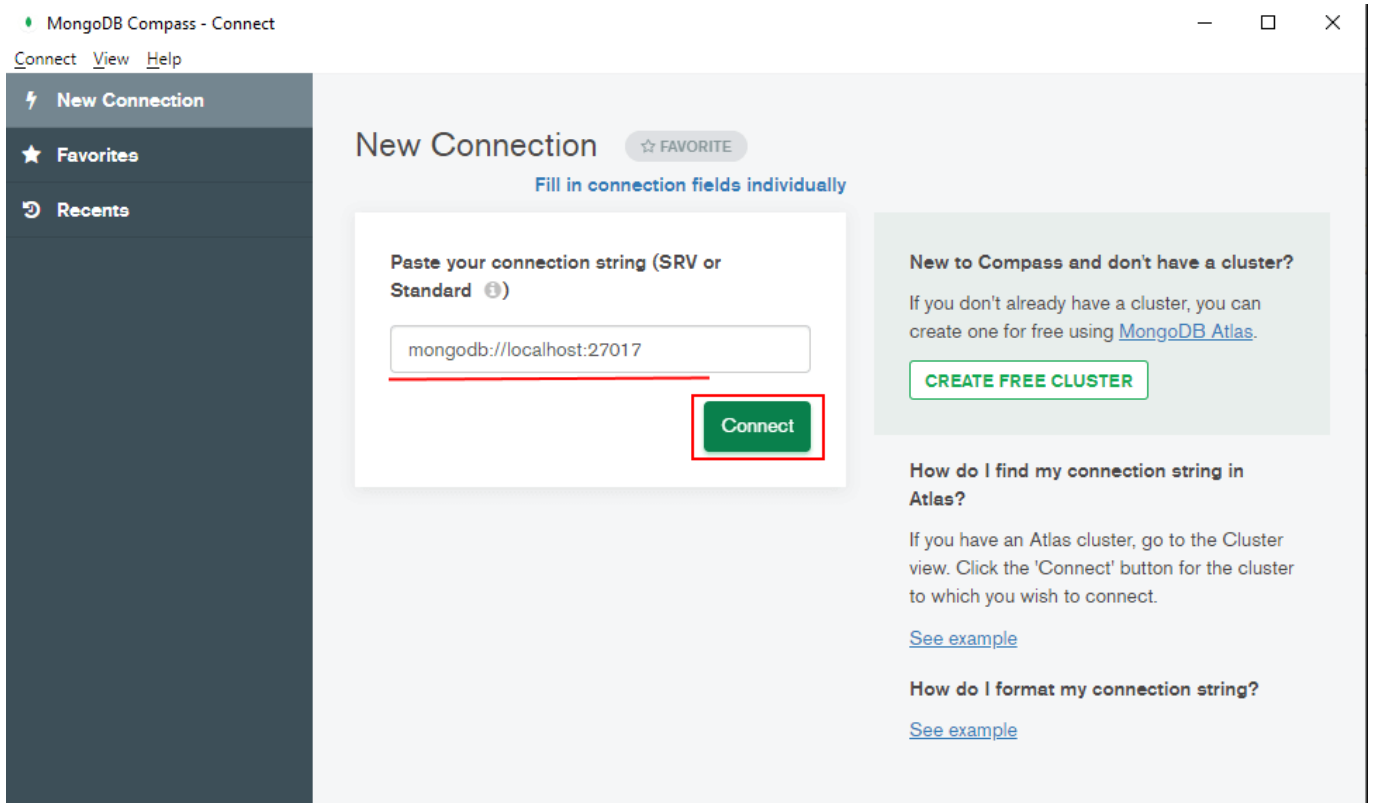 MongoDB Compass - Connect
Connect View Help
New Connection
Favorites
Recents
New Connection
FAVORITE
Fill in connection fields individually
Paste your connection string (SRV or
Standard )
mongodb://localhost:27017
Connect
New to Compass and don't have a cluster?
If you don't already have a cluster, you can
create one for free using MongoDB Atlas.
CREATE FREE CLUSTER
How do I find my connection string in
Atlas?
If you have an Atlas cluster, go to the Cluster
view. Click the 'Connect' button for the cluster
to which you wish to connect.
See example
How do I format my connection string?
See example